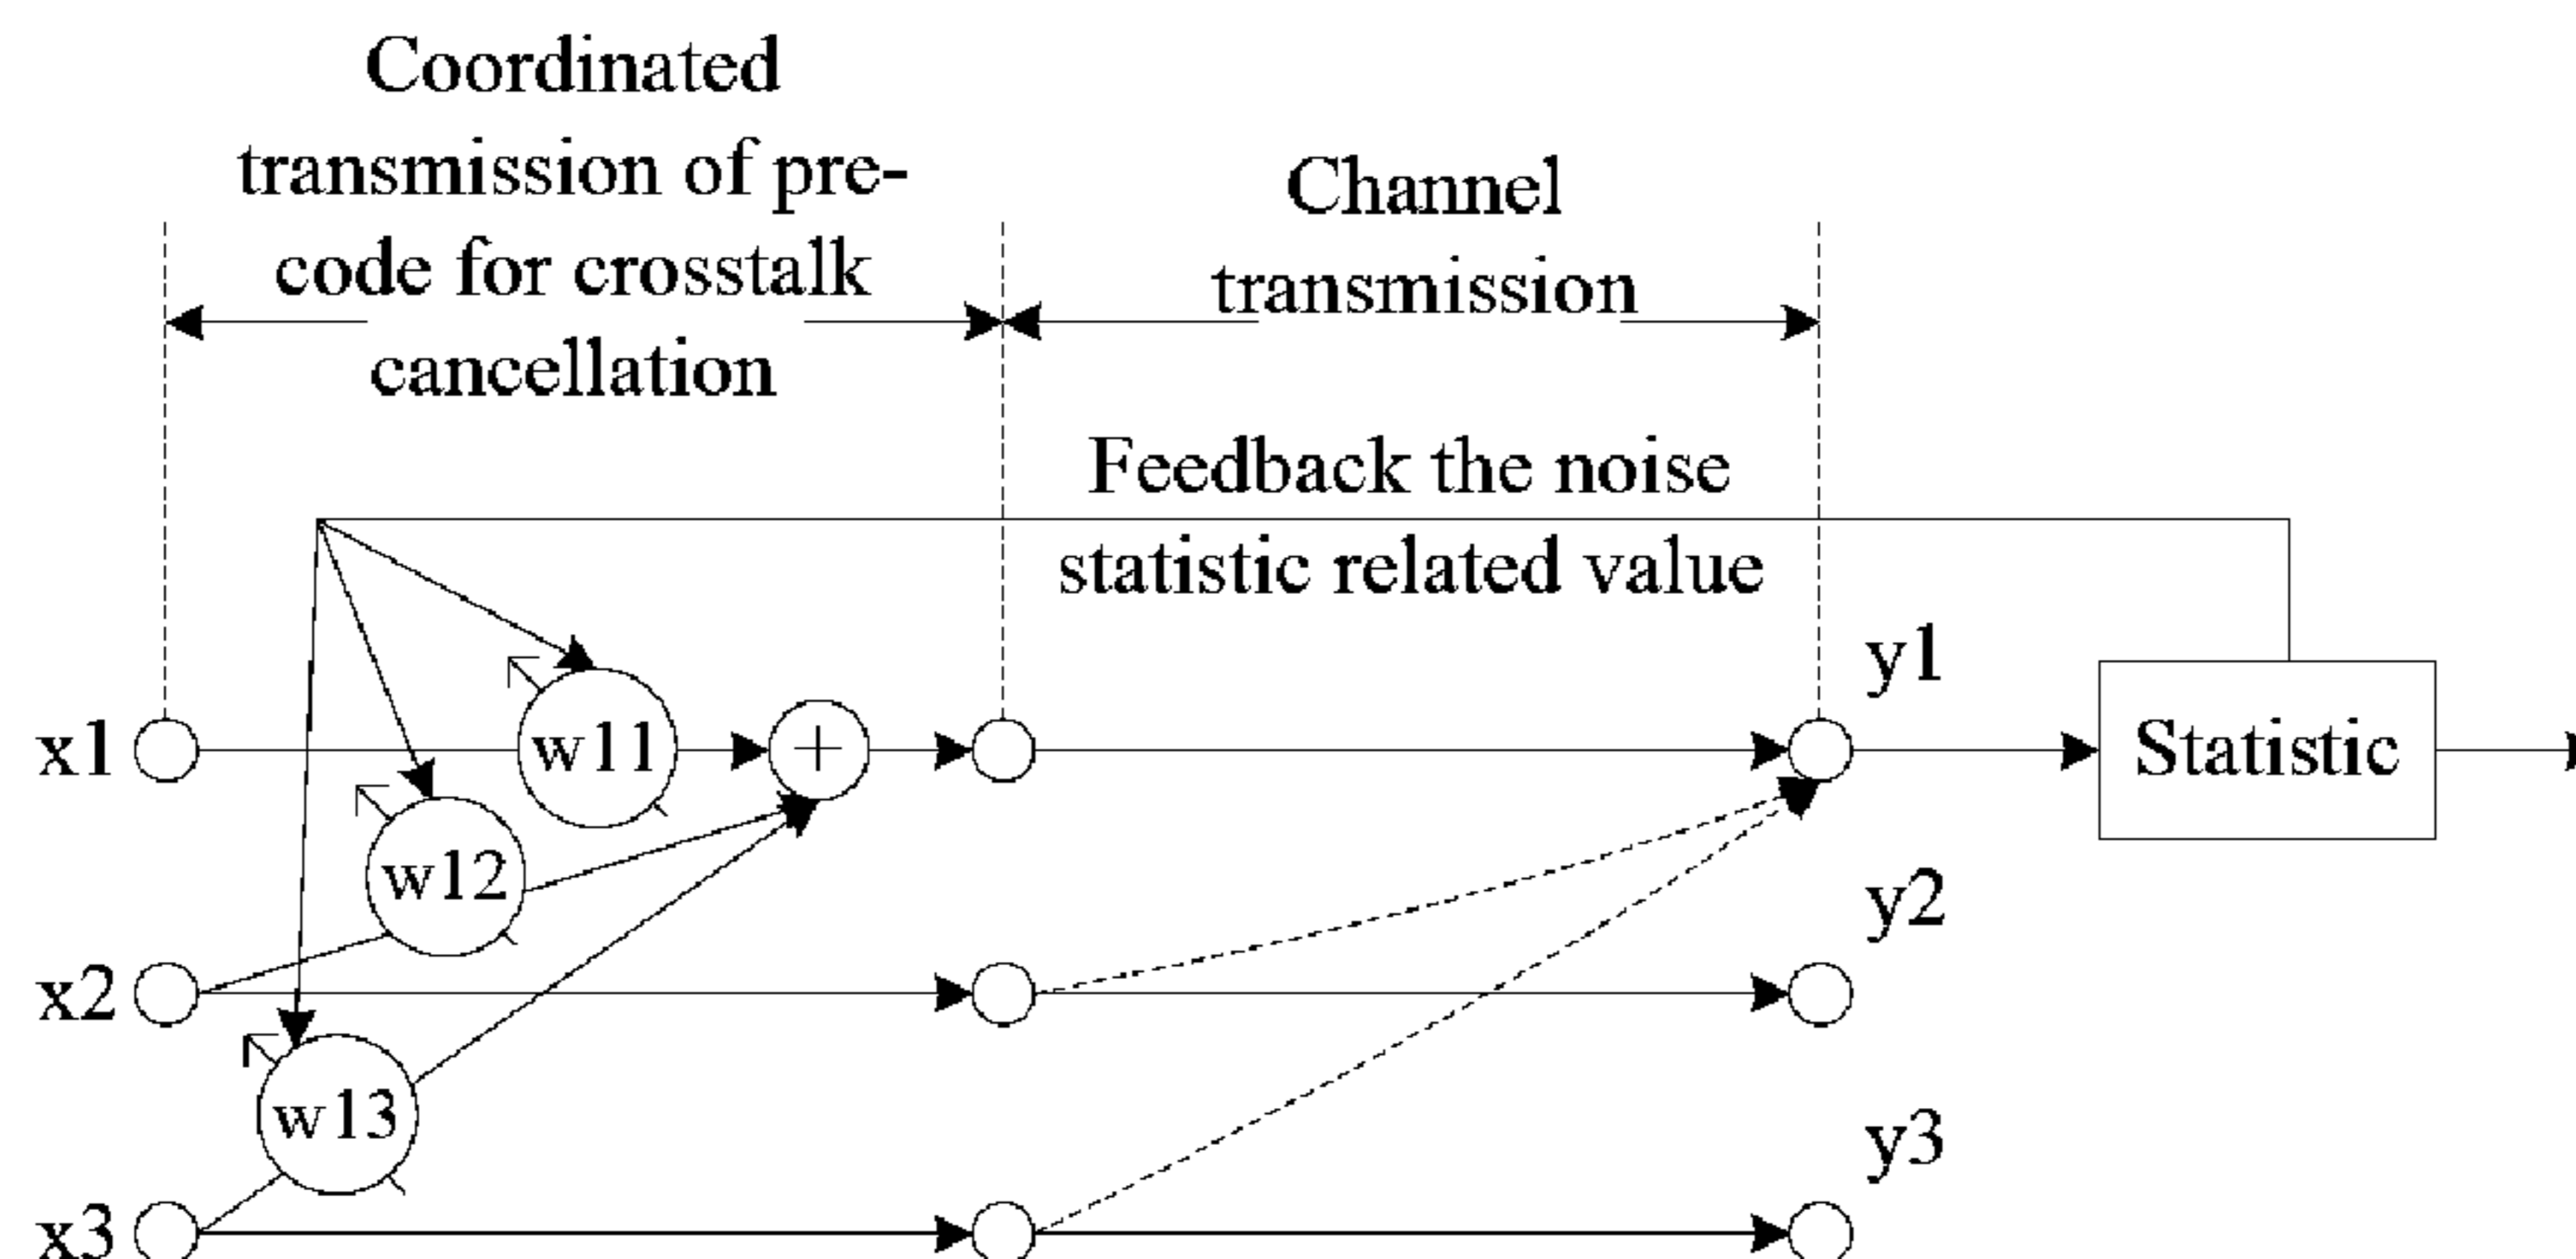 Coordinated
transmission of pre-
code for crosstalk
cancellation
Channel
transmission
Feedback the noise
statistic related value
x1
w11
+
y1
Statistic
w12
x2
y2
w13
x3
y3